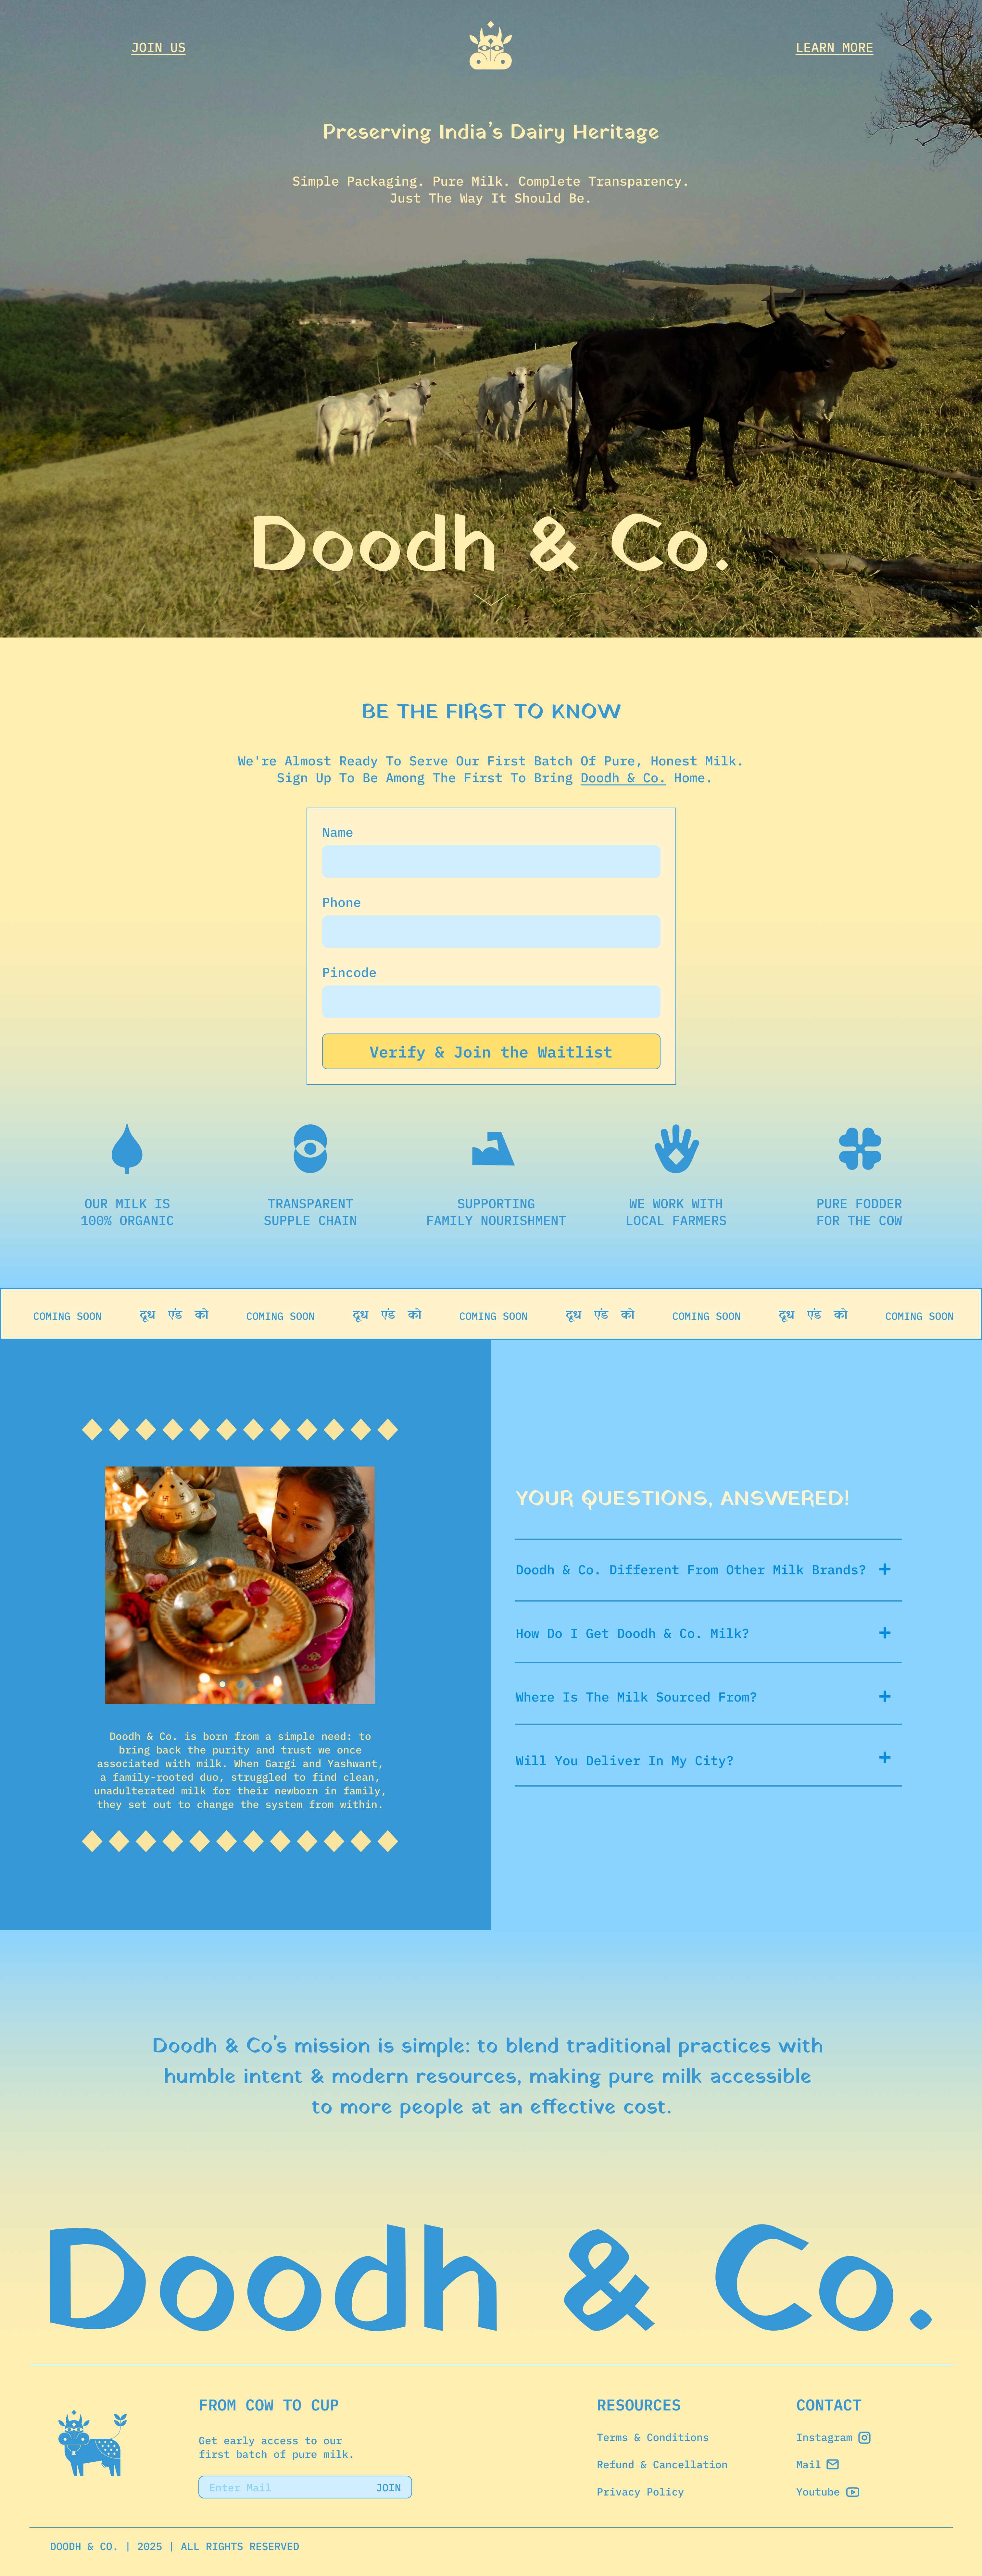 JOIN US
LEARN MORE
Preserving India's Dairy Heritage
Simple Packaging. Pure Milk. Complete Transparency.
Just The Way It Should Be.
Doodh & Co.
BE THE FIRST TO KNOW
We're Almost Ready To Serve Our First Batch Of Pure, Honest Milk.
Sign Up To Be Among The First To Bring Doodh & Co. Home.
Name
Phone
Pincode
Verify & Join the Waitlist
OUR MILK IS
100% ORGANIC
TRANSPARENT
SUPPLE CHAIN
SUPPORTING
FAMILY NOURISHMENT
WE WORK WITH
LOCAL FARMERS
PURE FODDER
FOR THE COW
COMING SOON दूध एंड को COMING SOON दूध एंड को COMING SOON दूध एंड को COMING SOON दूध एंड को COMING SOON
Doodh & Co. is born from a simple need: to
bring back the purity and trust we once
associated with milk. When Gargi and Yashwant,
a family-rooted duo, struggled to find clean,
unadulterated milk for their newborn in family,
they set out to change the system from within.
YOUR QUESTIONS, ANSWERED!
Doodh & Co. Different From Other Milk Brands? +
How Do I Get Doodh & Co. Milk? +
Where Is The Milk Sourced From? +
Will You Deliver In My City? +
Doodh & Co's mission is simple: to blend traditional practices with
humble intent & modern resources, making pure milk accessible
to more people at an effective cost.
Doodh & Co.
FROM COW TO CUP
Get early access to our
first batch of pure milk.
Enter Mail JOIN
RESOURCES
Terms & Conditions
Refund & Cancellation
Privacy Policy
CONTACT
Instagram
Mail
Youtube
DOODH & CO. | 2025 | ALL RIGHTS RESERVED